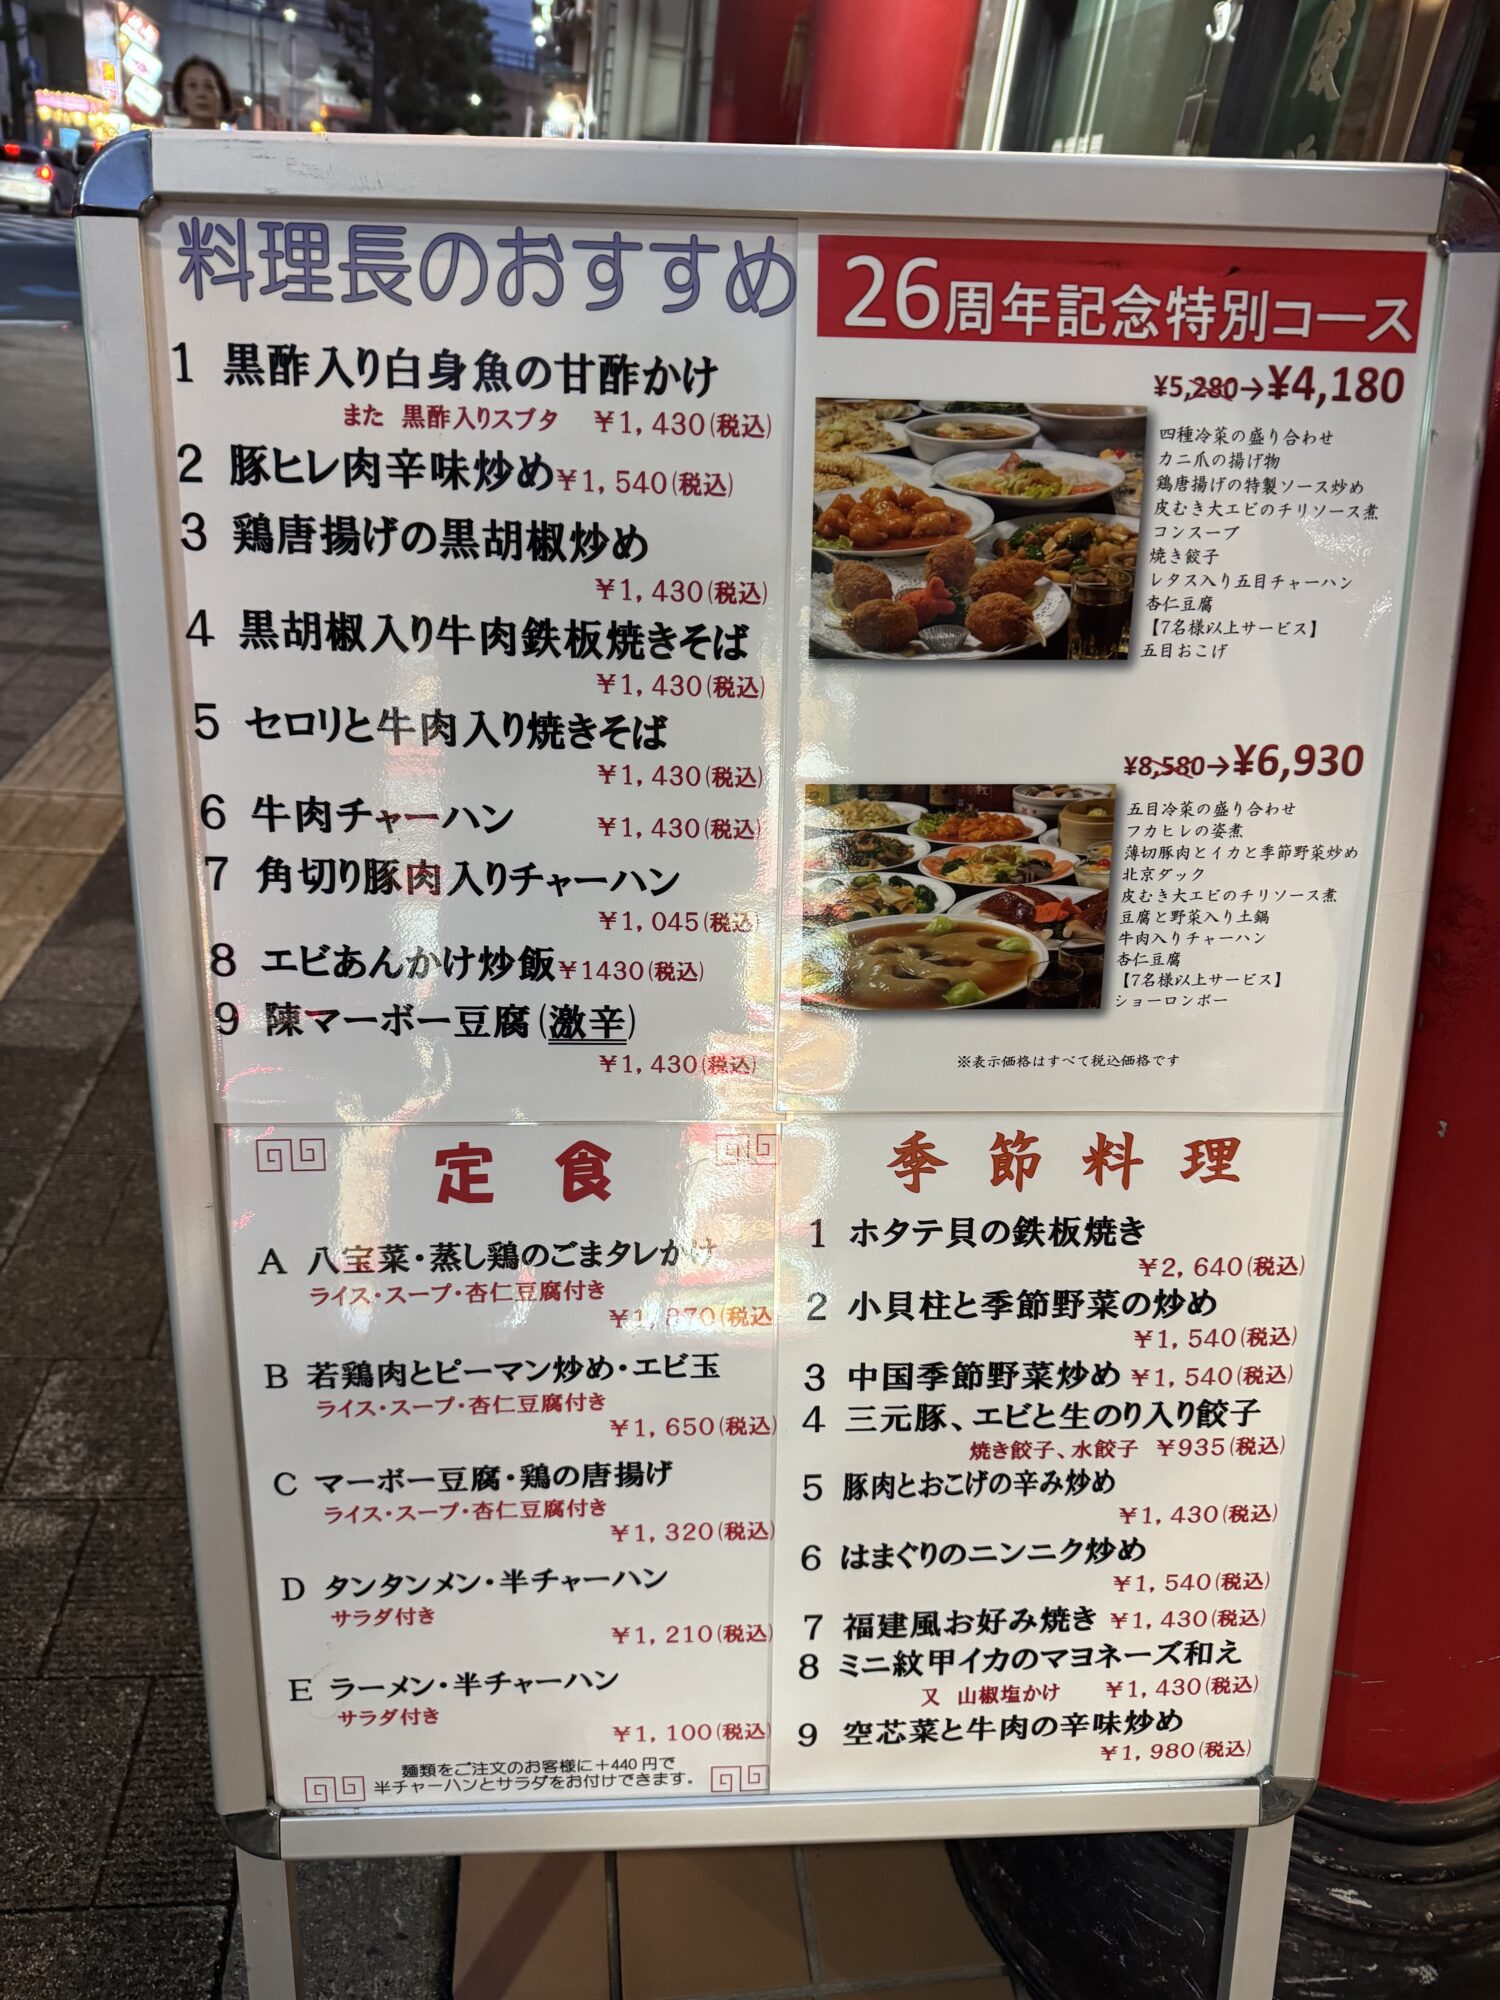 料理長のおすすめ
1 黒酢入り白身魚の甘酢かけ
また 黒酢入りスブタ ￥1,430(税込)
2 豚ヒレ肉辛味炒め￥1,540(税込)
3 鶏唐揚げの黒胡椒炒め
￥1,430(税込)
4 黒胡椒入り牛肉鉄板焼きそば
￥1,430(税込)
5 セロリと牛肉入り焼きそば
￥1,430(税込)
6 牛肉チャーハン ￥1,430(税込)
7 角切り豚肉入りチャーハン
￥1,045(税込)
8 エビあんかけ炒飯￥1430(税込)
9 陳マーボー豆腐(激辛)
￥1,430(税込)
26周年記念特別コース
¥5,280→¥4,180
四種冷菜の盛り合わせ
カニ爪の揚げ物
鶏唐揚げの特製ソース炒め
皮むき大エビのチリソース煮
コンスープ
焼き餃子
レタス入り五目チャーハン
杏仁豆腐
【7名様以上サービス】
五目おこげ
¥8,580→¥6,930
五目冷菜の盛り合わせ
フカヒレの姿煮
薄切豚肉とイカと季節野菜炒め
北京ダック
皮むき大エビのチリソース煮
豆腐と野菜入り土鍋
牛肉入りチャーハン
杏仁豆腐
【7名様以上サービス】
ショーロンポー
※表示価格はすべて税込価格です
定食
A 八宝菜・蒸し鶏のごまタレかけ
ライス・スープ・杏仁豆腐付き
￥1,870(税込
B 若鶏肉とピーマン炒め・エビ玉
ライス・スープ・杏仁豆腐付き
￥1,650(税込)
C マーボー豆腐・鶏の唐揚げ
ライス・スープ・杏仁豆腐付き
￥1,320(税込)
D タンタンメン・半チャーハン
サラダ付き
￥1,210(税込)
E ラーメン・半チャーハン
サラダ付き
￥1,100(税込)
麺類をご注文のお客様に＋440円で
半チャーハンとサラダをお付けできます。
季節料理
1 ホタテ貝の鉄板焼き
￥2,640(税込)
2 小貝柱と季節野菜の炒め
￥1,540(税込)
3 中国季節野菜炒め ￥1,540(税込)
4 三元豚、エビと生のり入り餃子
焼き餃子、水餃子 ￥935(税込)
5 豚肉とおこげの辛み炒め
￥1,430(税込)
6 はまぐりのニンニク炒め
￥1,540(税込)
7 福建風お好み焼き ￥1,430(税込)
8 ミニ紋甲イカのマヨネーズ和え
又 山椒塩かけ ￥1,430(税込)
9 空芯菜と牛肉の辛味炒め
￥1,980(税込)